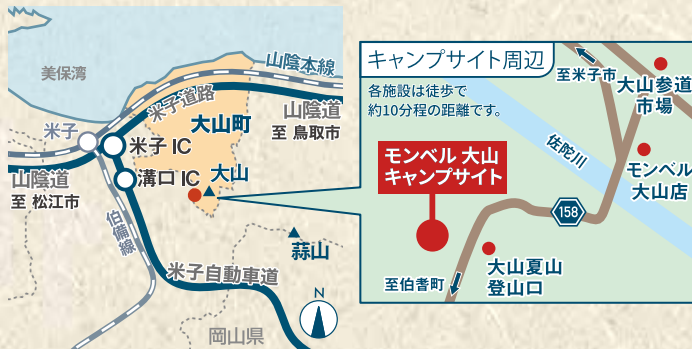 美保湾
山陰本線
米子道路
山陰道
至 鳥取市
大山町
米子
米子 IC
溝口 IC
大山
山陰道
至 松江市
伯備線
蒜山
米子自動車道
岡山県
N
キャンプサイト周辺
各施設は徒歩で
約10分程の距離です。
至米子市
大山参道
市場
佐陀川
モンベル 大山
キャンプサイト
モンベル
大山店
158
大山夏山
登山口
至伯耆町